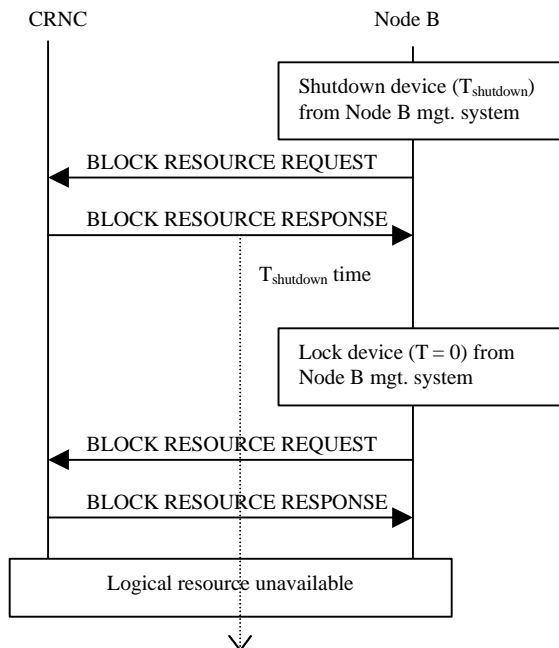 CRNC
Node B
Shutdown device (Tshutdown)
from Node B mgt. system
BLOCK RESOURCE REQUEST
BLOCK RESOURCE RESPONSE
Tshutdown time
Lock device (T = 0) from
Node B mgt. system
BLOCK RESOURCE REQUEST
BLOCK RESOURCE RESPONSE
Logical resource unavailable